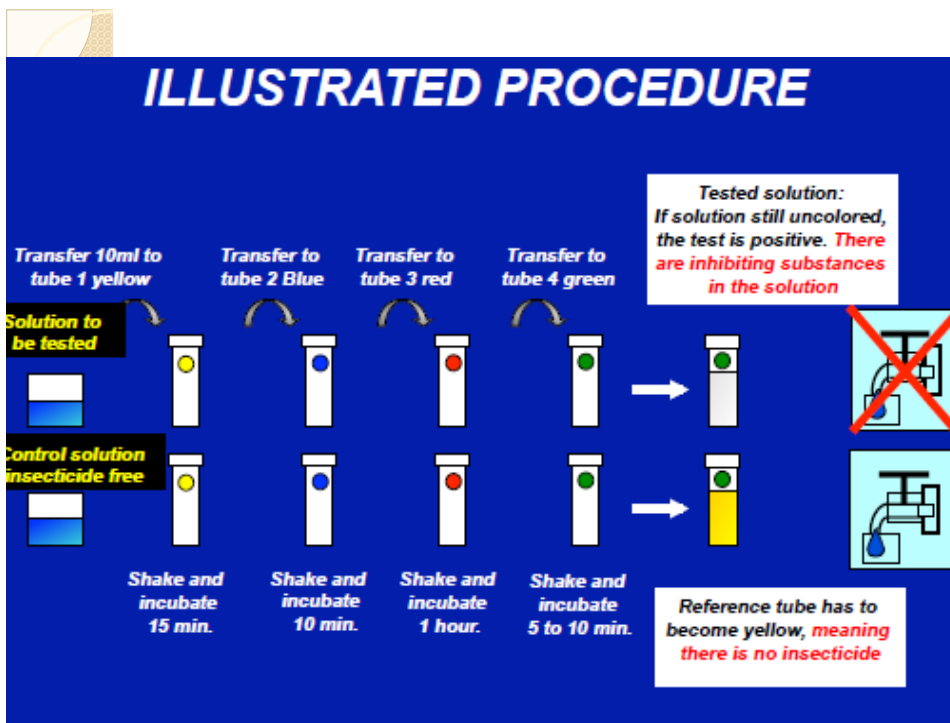 ILLUSTRATED PROCEDURE
Tested solution:
If solution still uncolored,
the test is positive. There
are inhibiting substances
in the solution
Transfer 10ml to
tube 1 yellow
Transfer to
tube 2 Blue
Transfer to
tube 3 red
Transfer to
tube 4 green
Solution to
be tested
Control solution
insecticide free
Shake and
incubate
15 min.
Shake and
incubate
10 min.
Shake and
incubate
1 hour.
Shake and
incubate
5 to 10 min.
Reference tube has to
become yellow, meaning
there is no insecticide